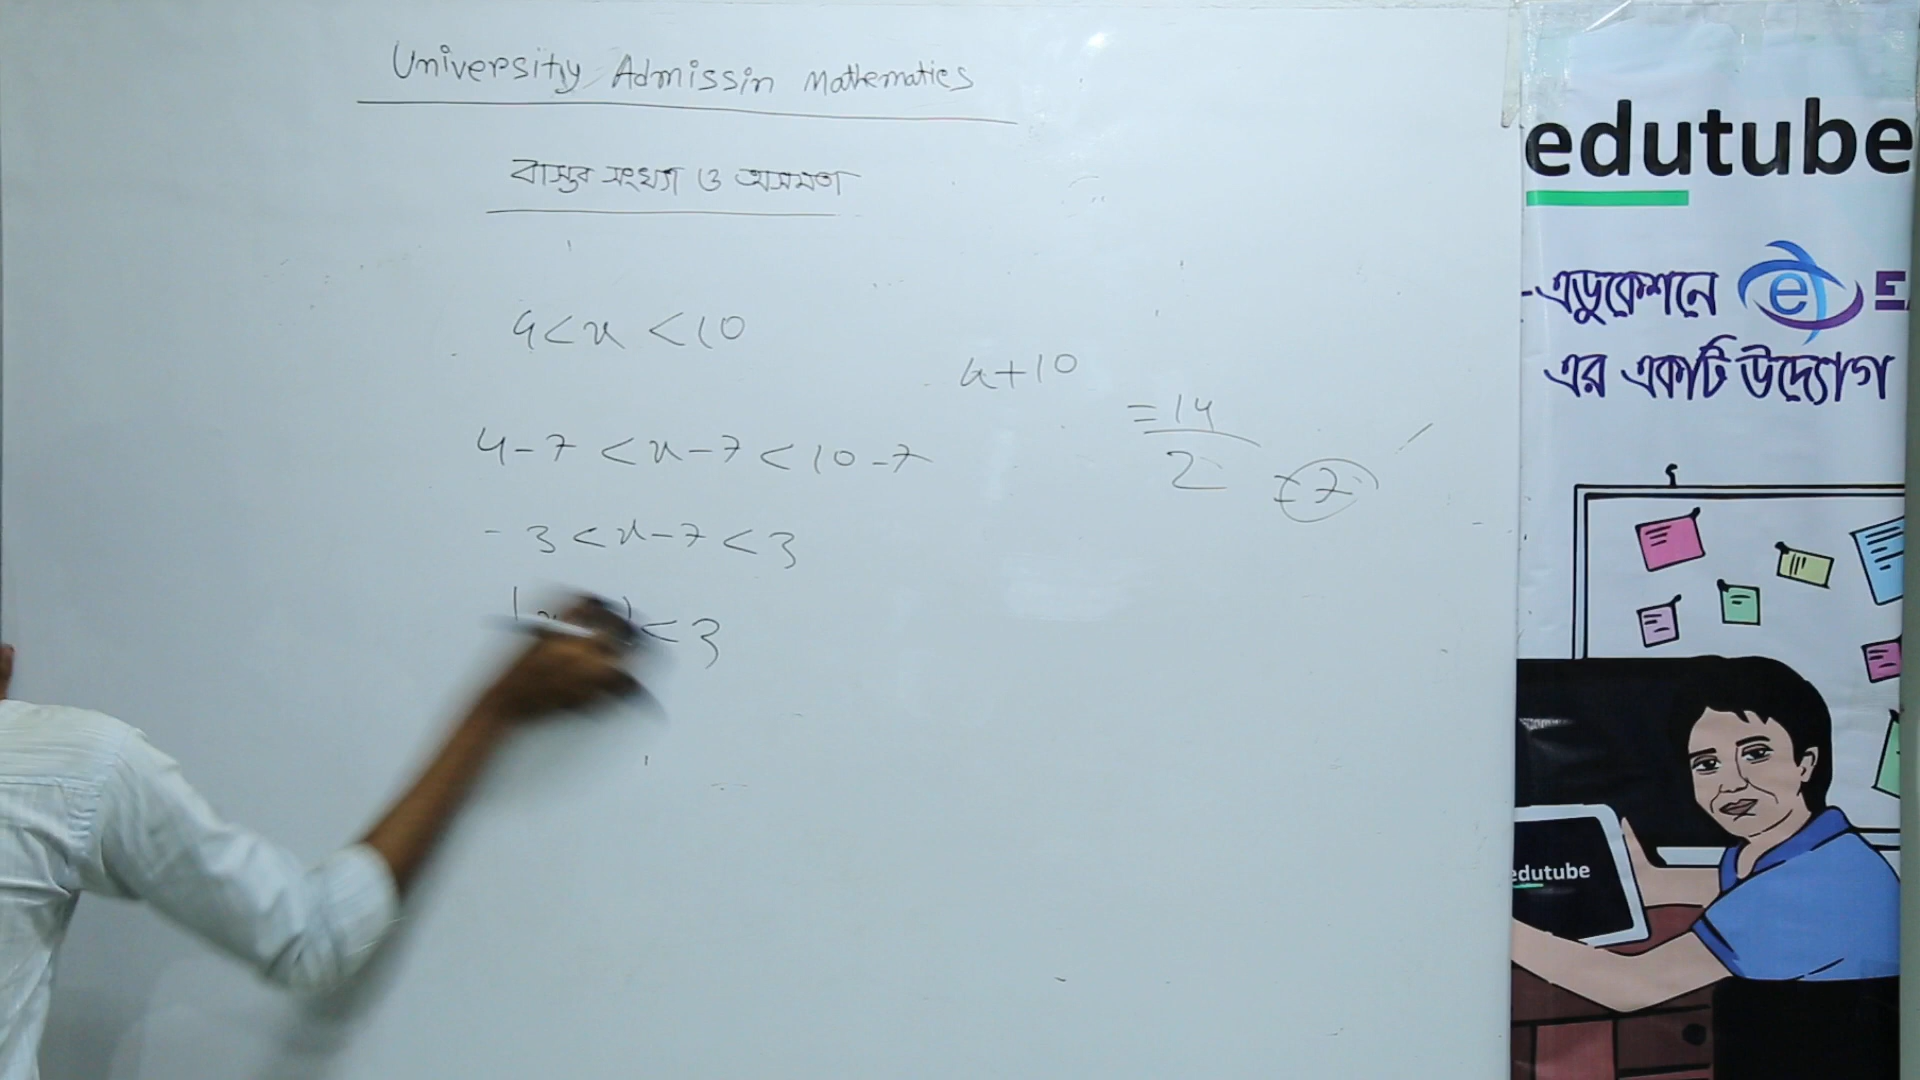 University Admissin Mathematics
বাস্তব সংখ্যা ও অসমতা
4 < x < 10
4 + 10
= 14
2
= 7
4 - 7 < x - 7 < 10 - 7
- 3 < x - 7 < 3
< 3
edutube
-এডুকেশনে e
এর একটি উদ্যোগ
edutube